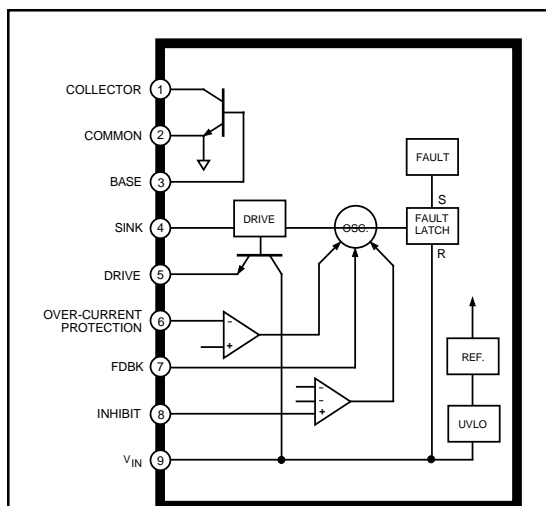 COLLECTOR
1
COMMON
2
BASE
3
SINK
4
DRIVE
5
OVER-CURRENT
PROTECTION
6
FDBK
7
INHIBIT
8
VIN
9
DRIVE
OSC.
FAULT
S
FAULT
LATCH
R
REF.
UVLO
–
+
–
–
+